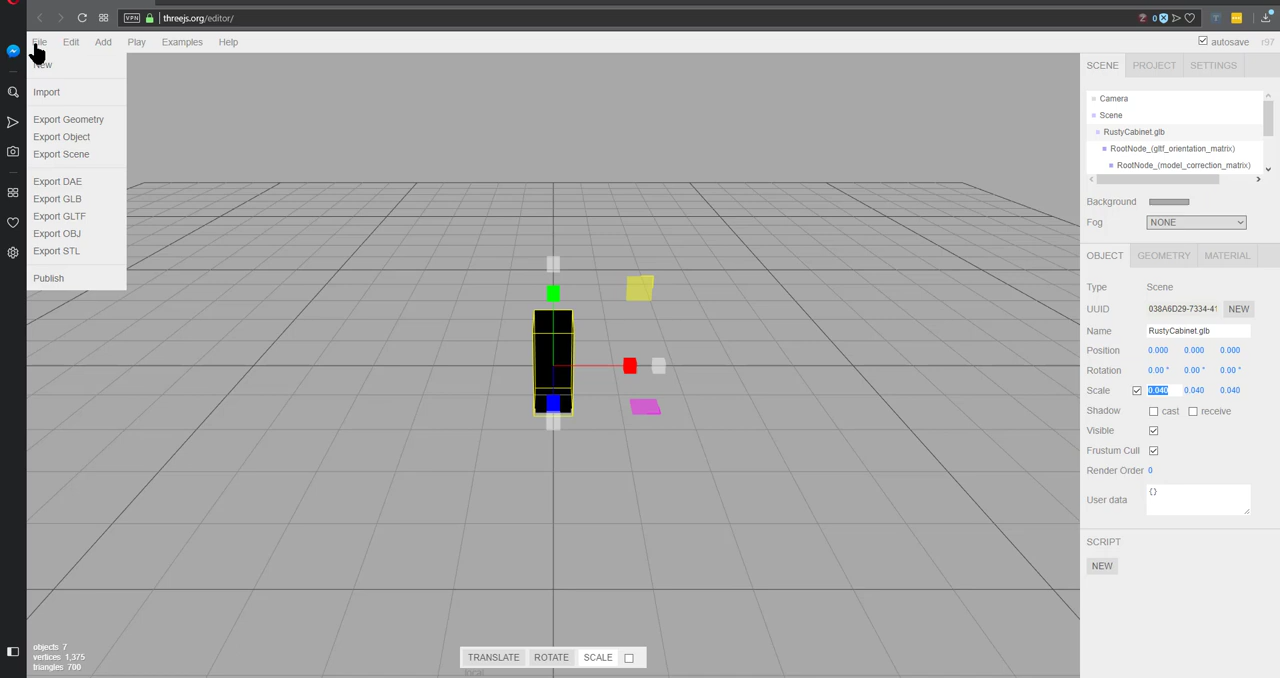 VPN threejs.org/editor/ 0
File Edit Add Play Examples Help autosave r97
New
Import
Export Geometry
Export Object
Export Scene
Export DAE
Export GLB
Export GLTF
Export OBJ
Export STL
Publish
SCENE PROJECT SETTINGS
Camera
Scene
RustyCabinet.glb
RootNode_(gltf_orientation_matrix)
RootNode_(model_correction_matrix)
Background
Fog NONE
OBJECT GEOMETRY MATERIAL
Type Scene
UUID 038A6D29-7334-41 NEW
Name RustyCabinet.glb
Position 0.000 0.000 0.000
Rotation 0.00 ° 0.00 ° 0.00 °
Scale 0.040 0.040 0.040
Shadow cast receive
Visible
Frustum Cull
Render Order 0
User data {}
SCRIPT
NEW
objects 7
vertices 1,375
triangles 700
TRANSLATE ROTATE SCALE
local